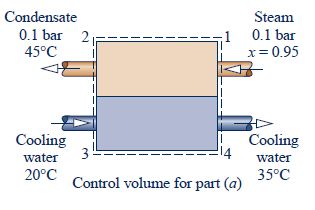 Condensate
0.1 bar
45°C
2
1
Steam
0.1 bar
x = 0.95
Cooling
water
20°C
3
4
Cooling
water
35°C
Control volume for part (a)